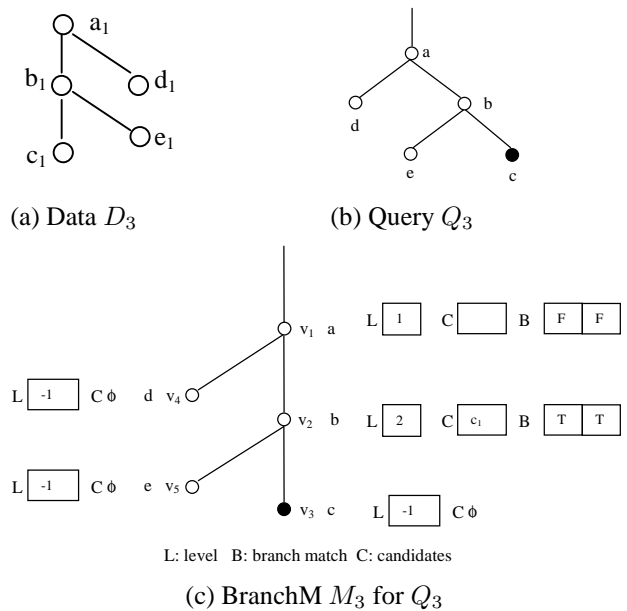 a₁
b₁ d₁
c₁ e₁
(a) Data D₃
a
d b
e c
(b) Query Q₃
v₁ a L 1 C B F F
L -1 C ϕ d v₄
v₂ b L 2 C c₁ B T T
L -1 C ϕ e v₅
v₃ c L -1 C ϕ
L: level B: branch match C: candidates
(c) BranchM M₃ for Q₃